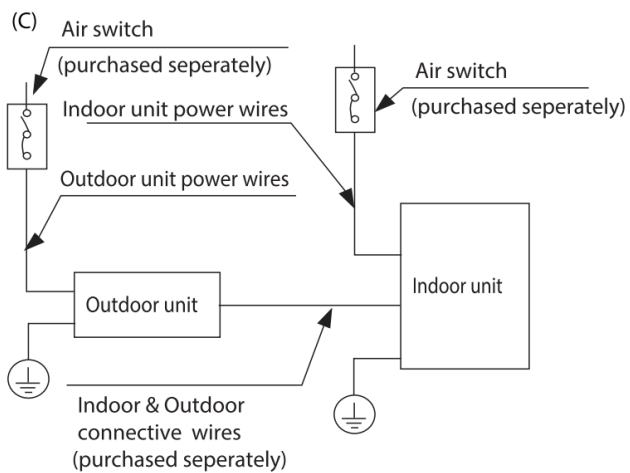 (C)
Air switch
(purchased seperately)
Air switch
(purchased seperately)
Indoor unit power wires
Outdoor unit power wires
Outdoor unit
Indoor unit
Indoor & Outdoor
connective wires
(purchased seperately)